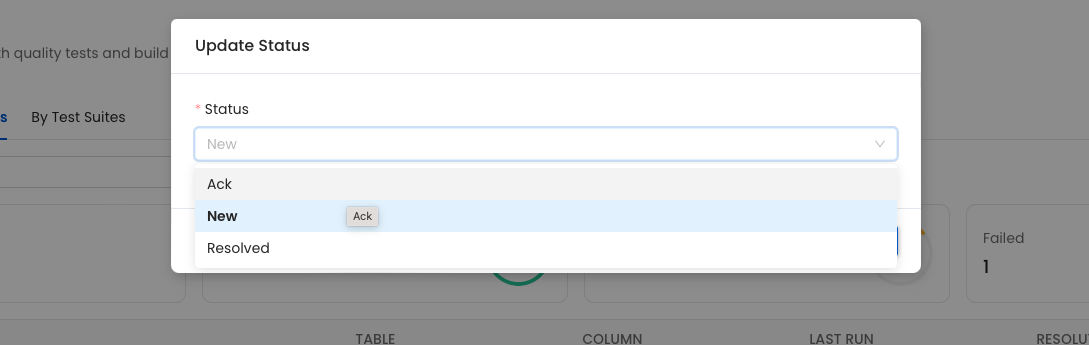 Update Status
quality tests and build
* Status
By Test Suites
New
Ack
New
Ack
Resolved
Failed
1
TABLE
COLUMN
LAST RUN